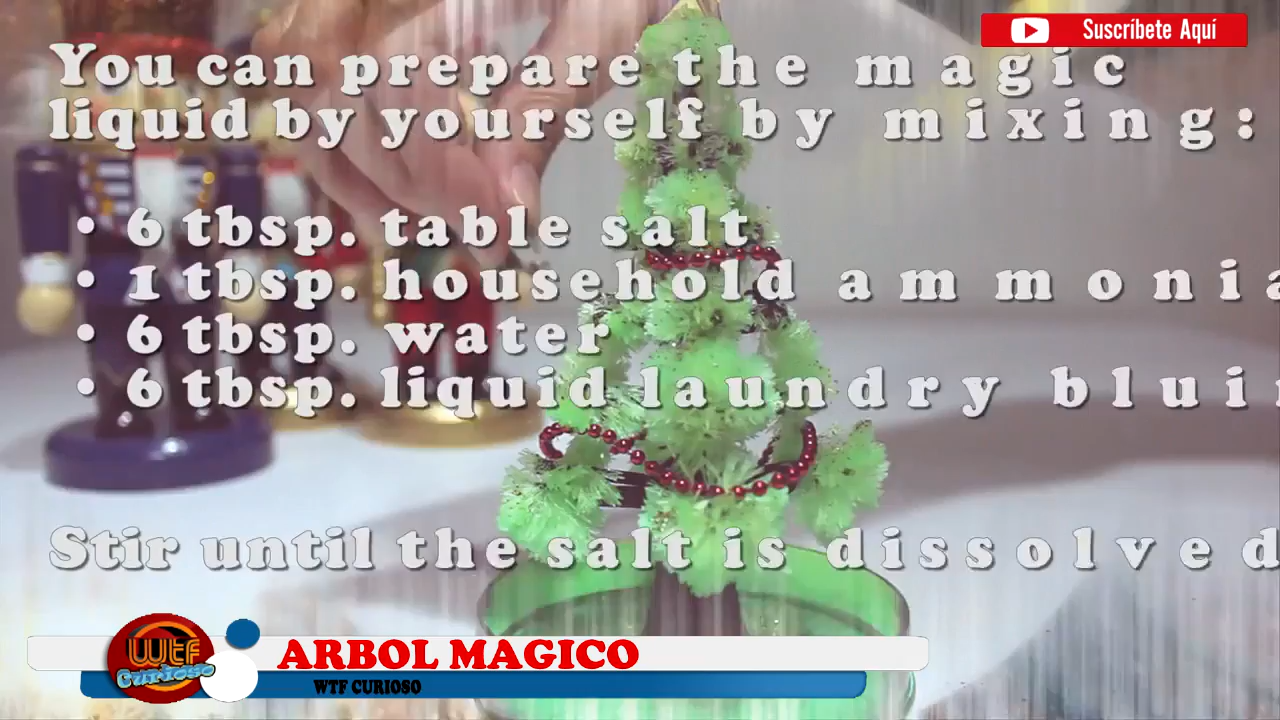 Suscríbete Aquí
You can prepare the magic
liquid by yourself by mixing:
• 6 tbsp. table salt
• 1 tbsp. household ammonia
• 6 tbsp. water
• 6 tbsp. liquid laundry
Stir until the salt is dissolved
WTF Curioso
ARBOL MAGICO
WTF CURIOSO